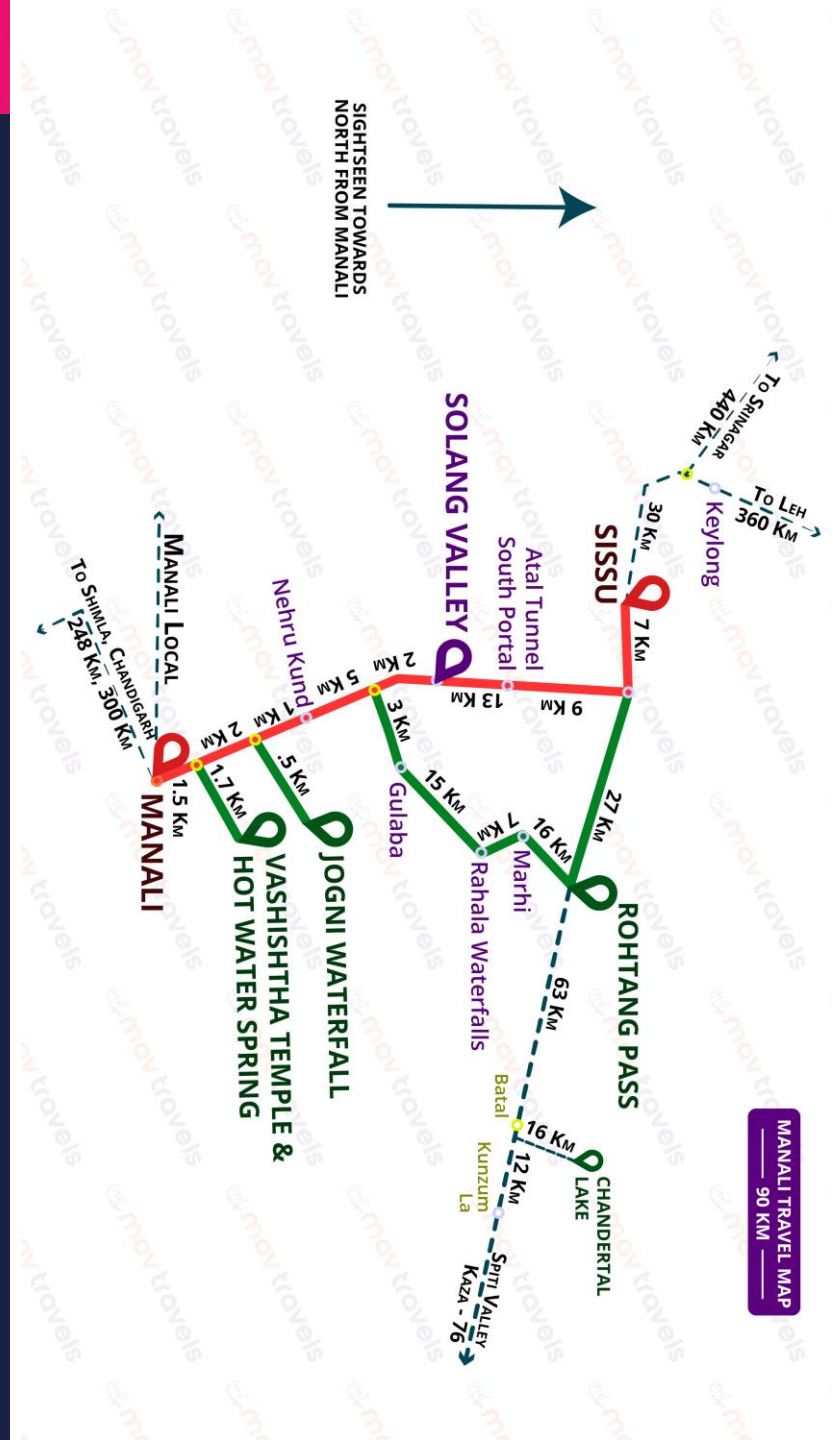 MANALI TRAVEL MAP
90 KM
SIGHTSEEN TOWARDS
NORTH FROM MANALI
To Srinagar
440 Km
To Leh
360 Km
Keylong
30 Km
SISSU
7 Km
27 Km
9 Km
Atal Tunnel
South Portal
13 Km
SOLANG VALLEY
2 Km
5 Km
Nehru Kund
1 Km
2 Km
1.5 Km
MANALI
Manali Local
To Shimla, Chandigarh
248 Km, 300 Km
1.7 Km
VASHISHTHA TEMPLE &
HOT WATER SPRING
.5 Km
JOGNI WATERFALL
3 Km
Gulaba
15 Km
Rahala Waterfalls
7 Km
Marhi
16 Km
ROHTANG PASS
63 Km
Batal
16 Km
CHANDERTAL
LAKE
12 Km
Kunzum
La
Spiti Valley
Kaza - 76
mov travels